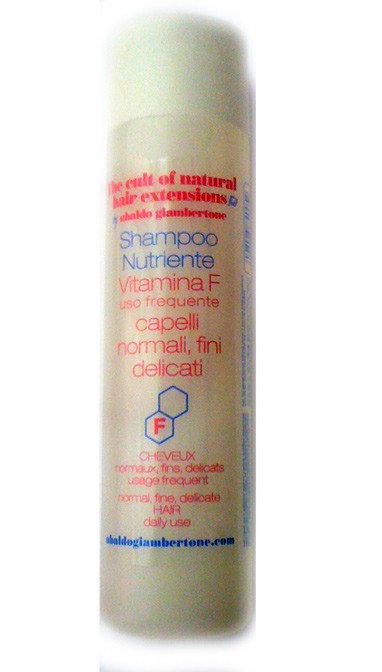 The cult of natural
hair extensions
by ubaldo giambertone
Shampoo
Nutriente
Vitamina F
uso frequente
capelli
normali, fini
delicati
F
CHEVEUX
normaux, fins, delicats
usage frequent
normal, fine, delicate
HAIR
daily use
ubaldogiambertone.com